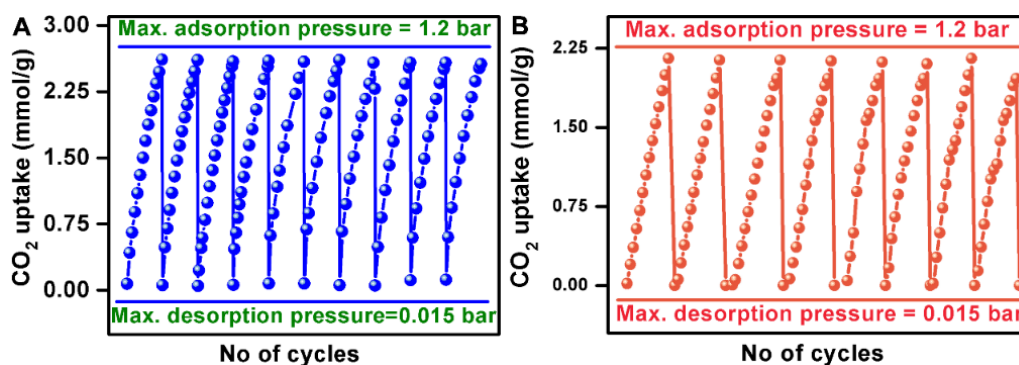 A
Max. adsorption pressure = 1.2 bar
CO2 uptake (mmol/g)
3.00
2.25
1.50
0.75
0.00
Max. desorption pressure=0.015 bar
No of cycles
B
Max. adsorption pressure = 1.2 bar
CO2 uptake (mmol/g)
2.25
1.50
0.75
0.00
Max. desorption pressure = 0.015 bar
No of cycles